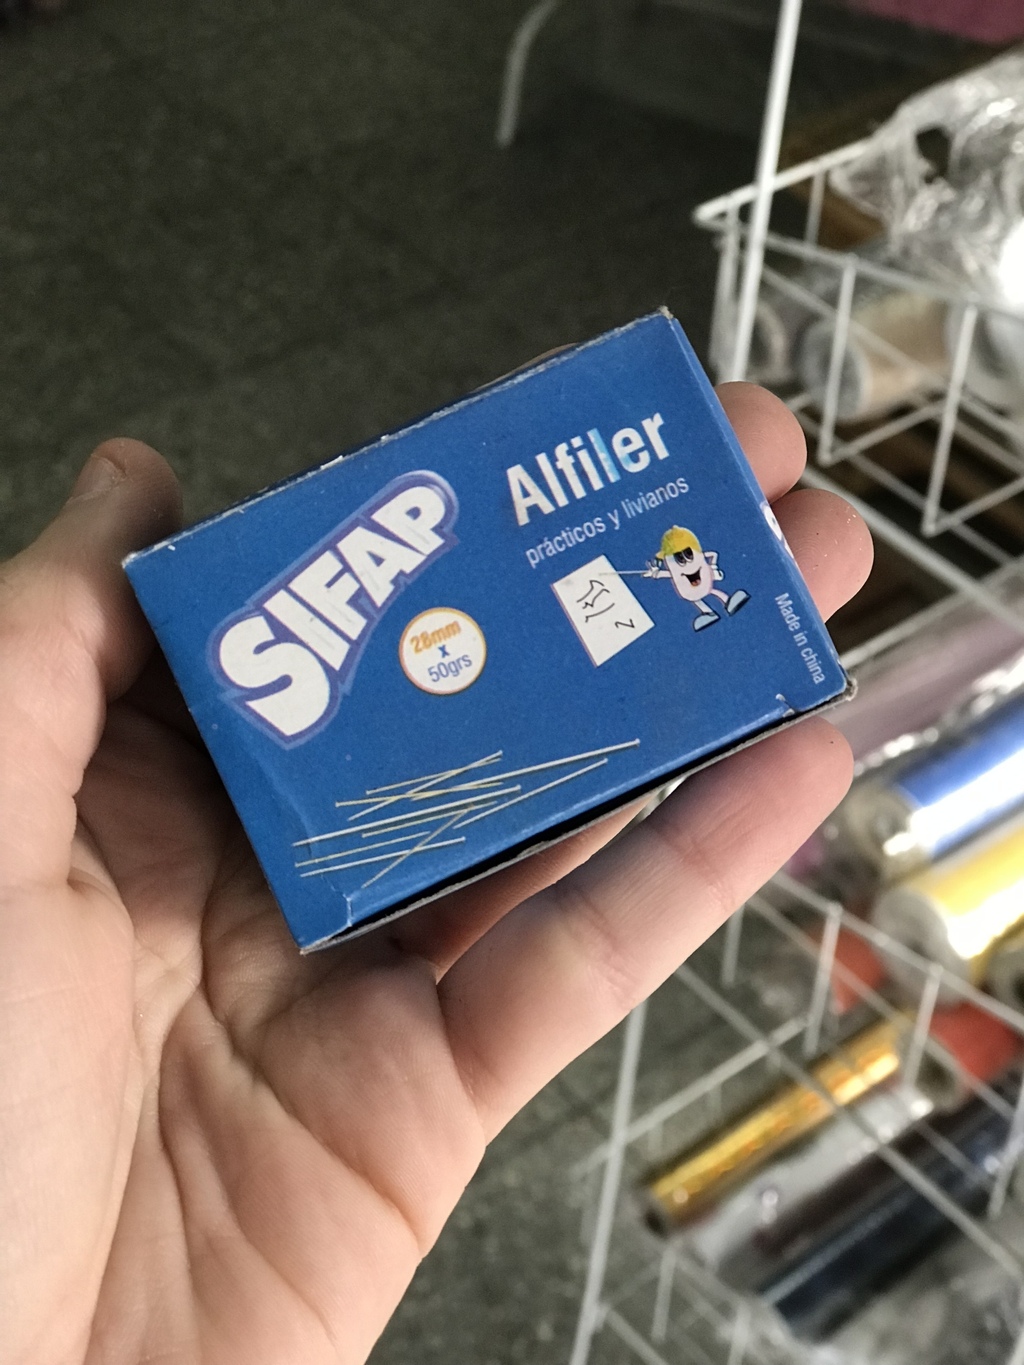 SIFAP
Alfiler
prácticos y livianos
28mm
x
50grs
Made in china